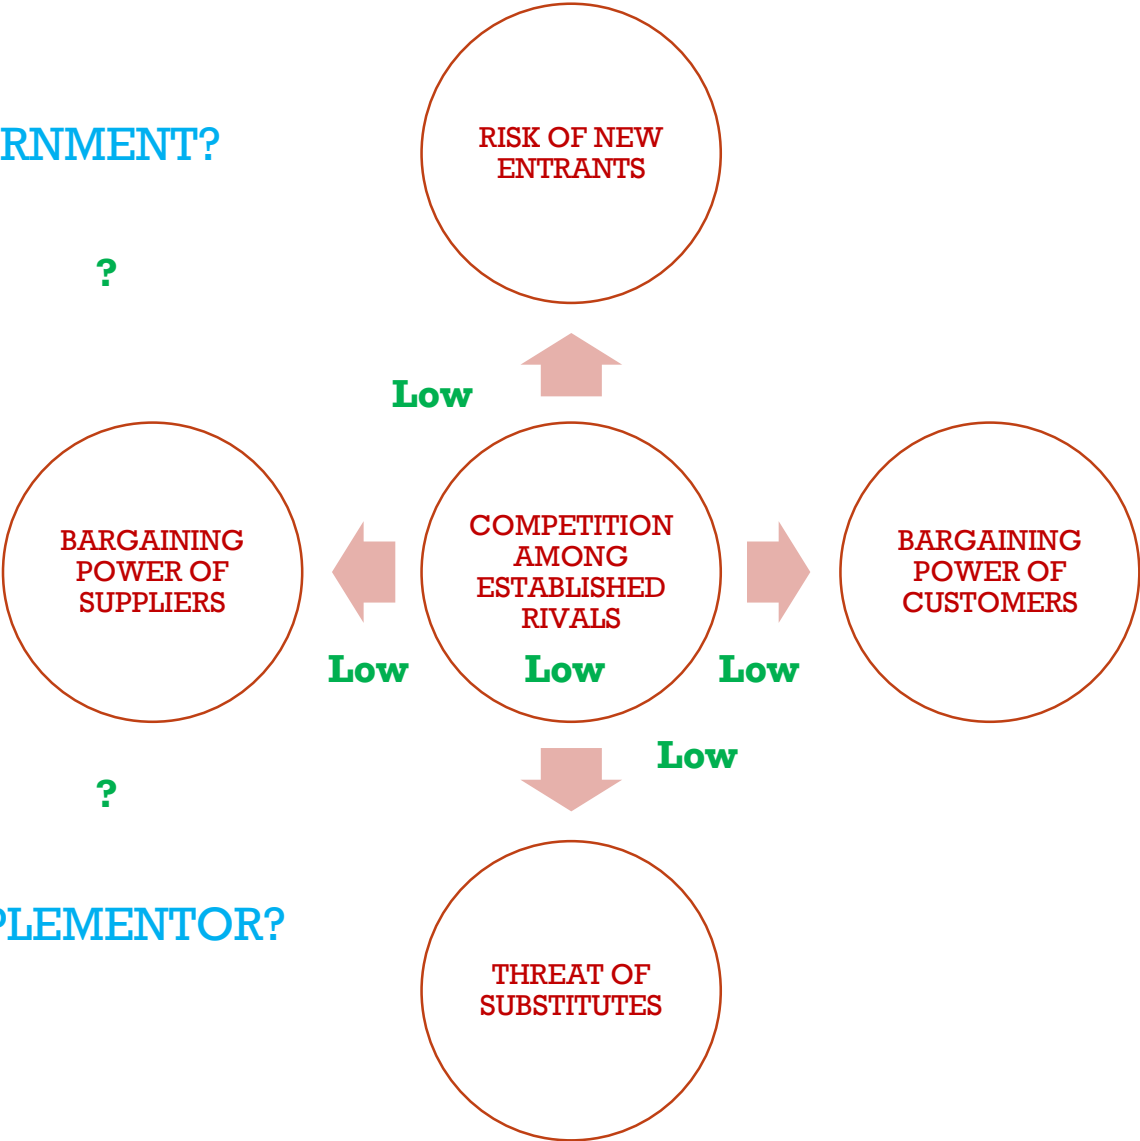 RISK OF NEW
ENTRANTS
RNMENT?
?
Low
BARGAINING
POWER OF
SUPPLIERS
COMPETITION
AMONG
ESTABLISHED
RIVALS
BARGAINING
POWER OF
CUSTOMERS
Low
Low
Low
Low
?
PLEMENTOR?
THREAT OF
SUBSTITUTES